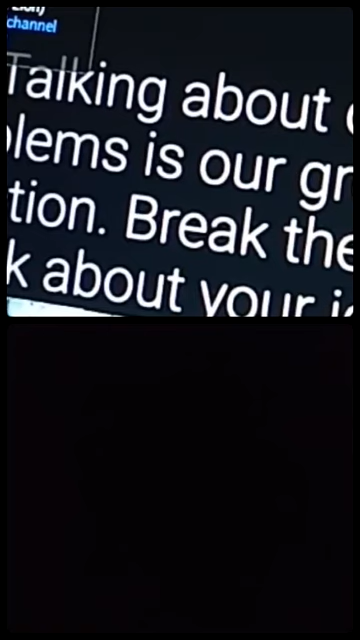 channel
Talking about
lems is our gr
tion. Break the
k about your